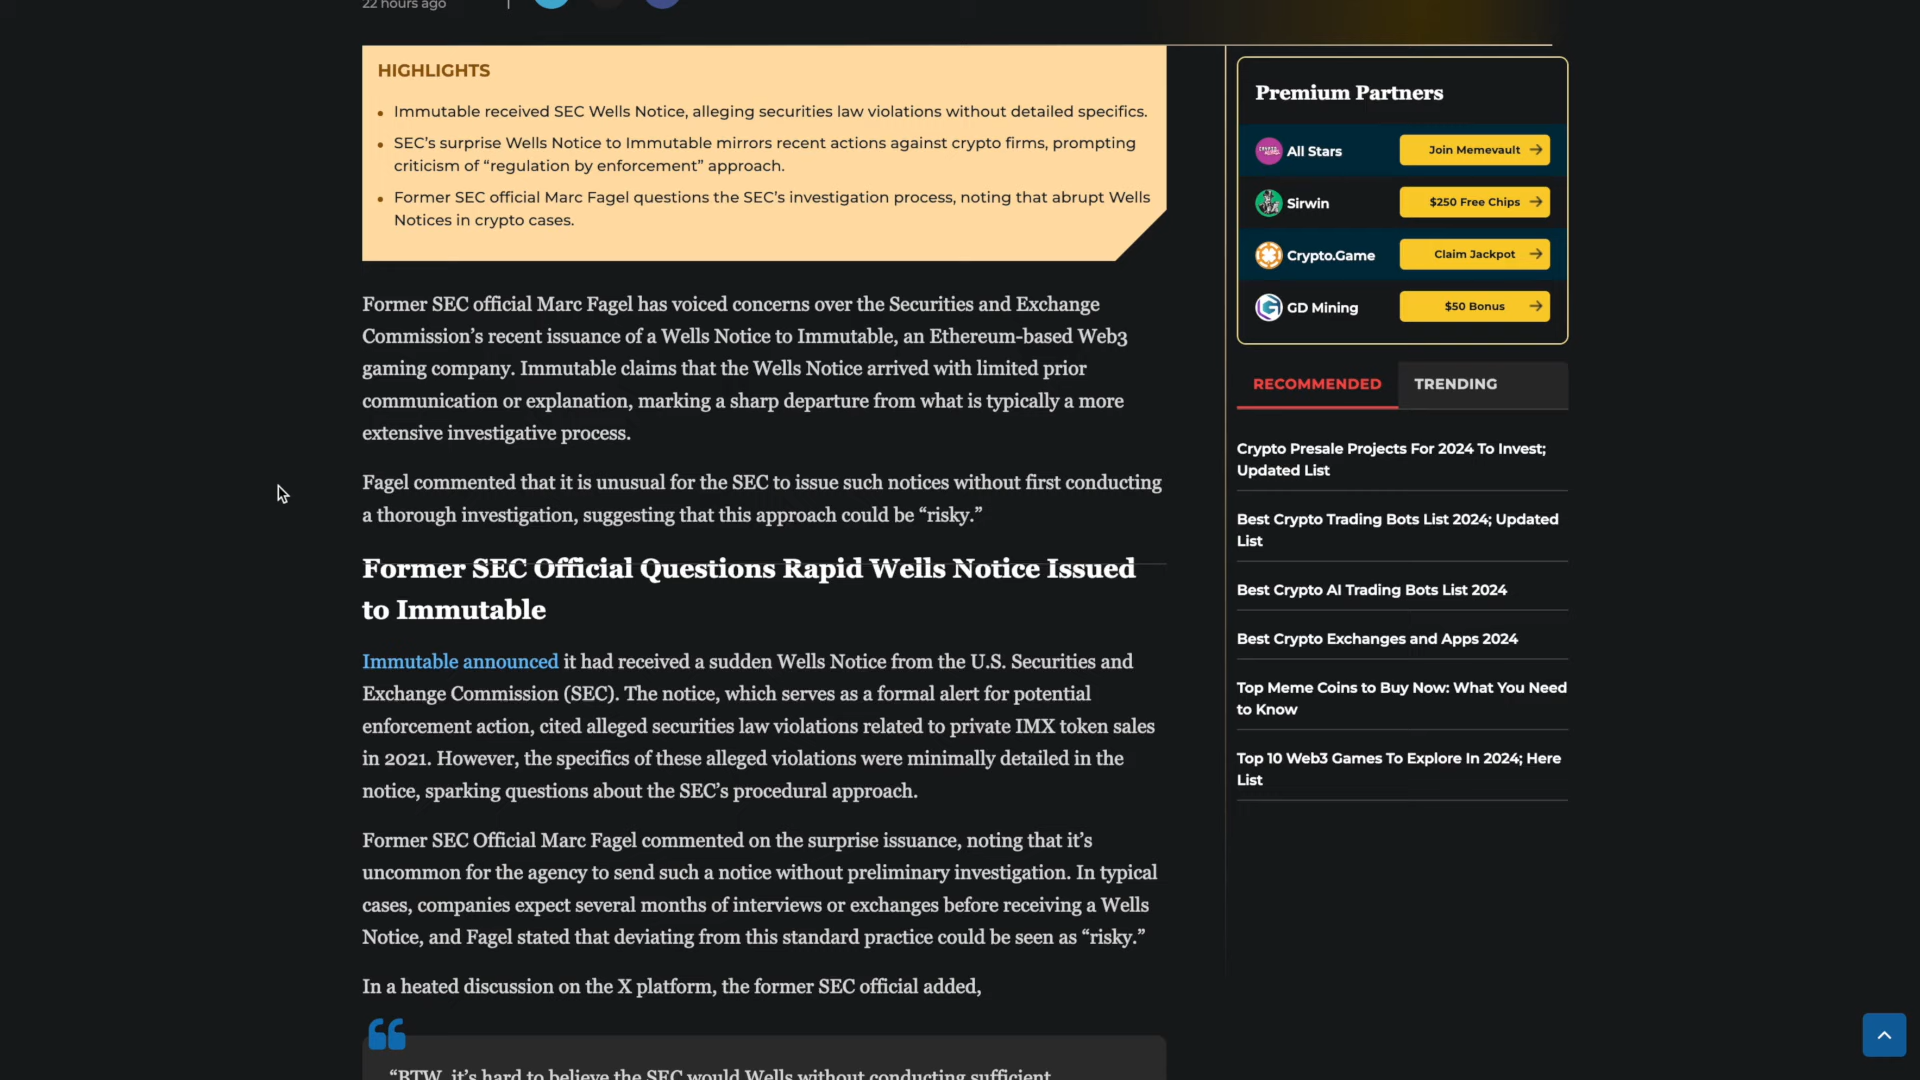 22 hours ago
HIGHLIGHTS
Immutable received SEC Wells Notice, alleging securities law violations without detailed specifics.
SEC’s surprise Wells Notice to Immutable mirrors recent actions against crypto firms, prompting
criticism of “regulation by enforcement” approach.
Former SEC official Marc Fagel questions the SEC’s investigation process, noting that abrupt Wells
Notices in crypto cases.
Former SEC official Marc Fagel has voiced concerns over the Securities and Exchange
Commission’s recent issuance of a Wells Notice to Immutable, an Ethereum-based Web3
gaming company. Immutable claims that the Wells Notice arrived with limited prior
communication or explanation, marking a sharp departure from what is typically a more
extensive investigative process.
Fagel commented that it is unusual for the SEC to issue such notices without first conducting
a thorough investigation, suggesting that this approach could be “risky.”
Former SEC Official Questions Rapid Wells Notice Issued
to Immutable
Immutable announced it had received a sudden Wells Notice from the U.S. Securities and
Exchange Commission (SEC). The notice, which serves as a formal alert for potential
enforcement action, cited alleged securities law violations related to private IMX token sales
in 2021. However, the specifics of these alleged violations were minimally detailed in the
notice, sparking questions about the SEC’s procedural approach.
Former SEC Official Marc Fagel commented on the surprise issuance, noting that it’s
uncommon for the agency to send such a notice without preliminary investigation. In typical
cases, companies expect several months of interviews or exchanges before receiving a Wells
Notice, and Fagel stated that deviating from this standard practice could be seen as “risky.”
In a heated discussion on the X platform, the former SEC official added,
“BTW, it’s hard to believe the SEC would Wells without conducting sufficient
Premium Partners
All Stars
Join Memevault
Sirwin
$250 Free Chips
Crypto.Game
Claim Jackpot
GD Mining
$50 Bonus
RECOMMENDED
TRENDING
Crypto Presale Projects For 2024 To Invest;
Updated List
Best Crypto Trading Bots List 2024; Updated
List
Best Crypto AI Trading Bots List 2024
Best Crypto Exchanges and Apps 2024
Top Meme Coins to Buy Now: What You Need
to Know
Top 10 Web3 Games To Explore In 2024; Here
List